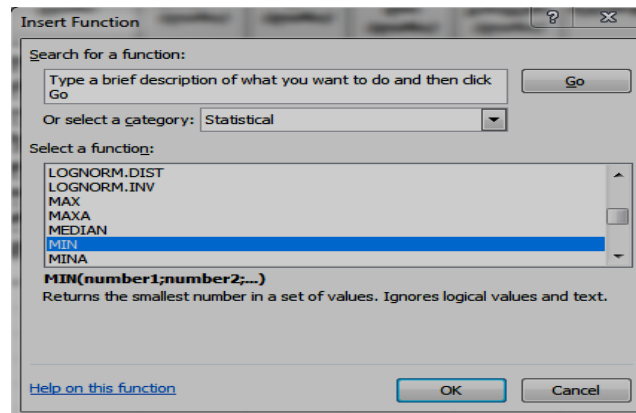 Insert Function
Search for a function:
Type a brief description of what you want to do and then click
Go
Go
Or select a category: Statistical
Select a function:
LOGNORM.DIST
LOGNORM.INV
MAX
MAXA
MEDIAN
MIN
MINA
MIN(number1;number2;...)
Returns the smallest number in a set of values. Ignores logical values and text.
Help on this function
OK
Cancel